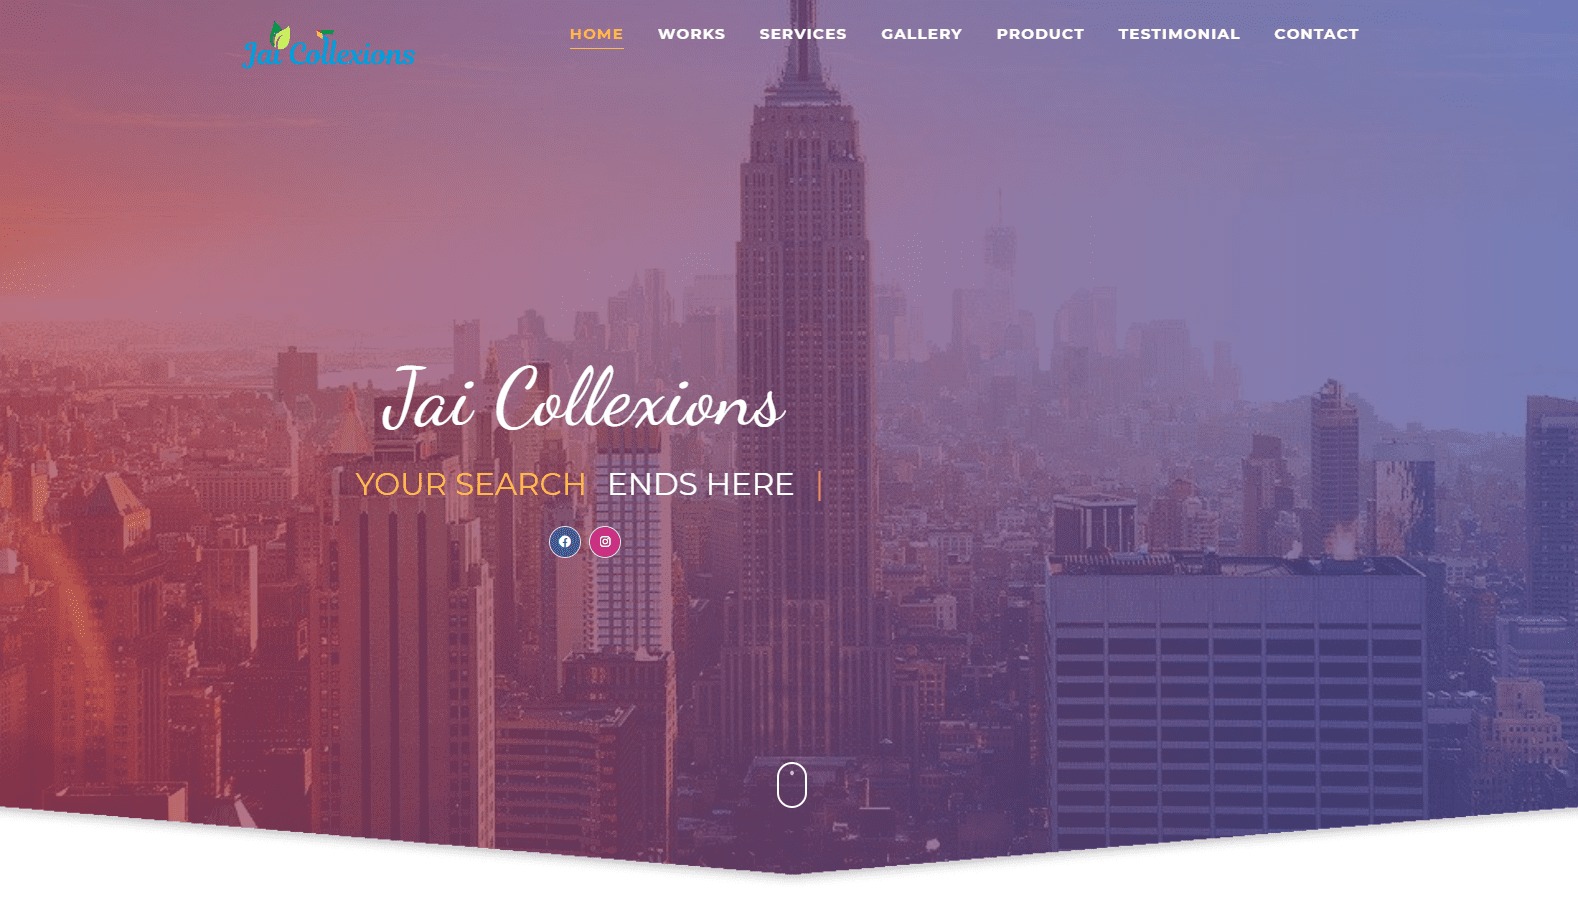 Jai Collexions
HOME WORKS SERVICES GALLERY PRODUCT TESTIMONIAL CONTACT
Jai Collexions
YOUR SEARCH ENDS HERE |